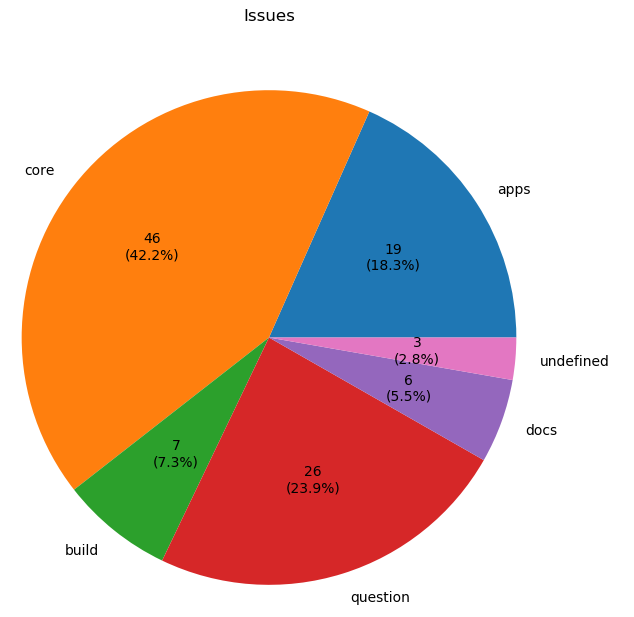 Issues
core
apps
46
(42.2%)
19
(18.3%)
3
(2.8%)
undefined
6
(5.5%)
docs
7
(7.3%)
26
(23.9%)
build
question